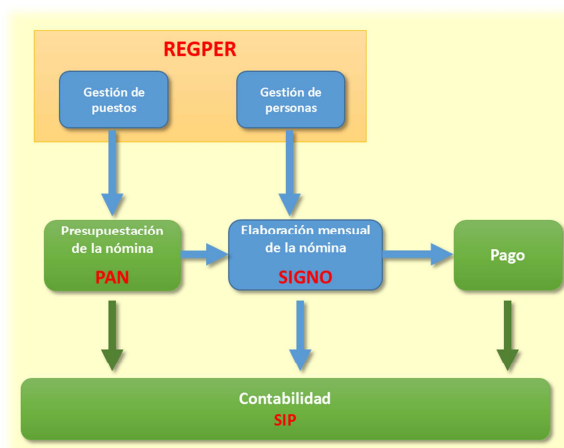 REGPER
Gestión de
puestos
Gestión de
personas
Presupuestación
de la nómina
PAN
Elaboración mensual
de la nómina
SIGNO
Pago
Contabilidad
SIP